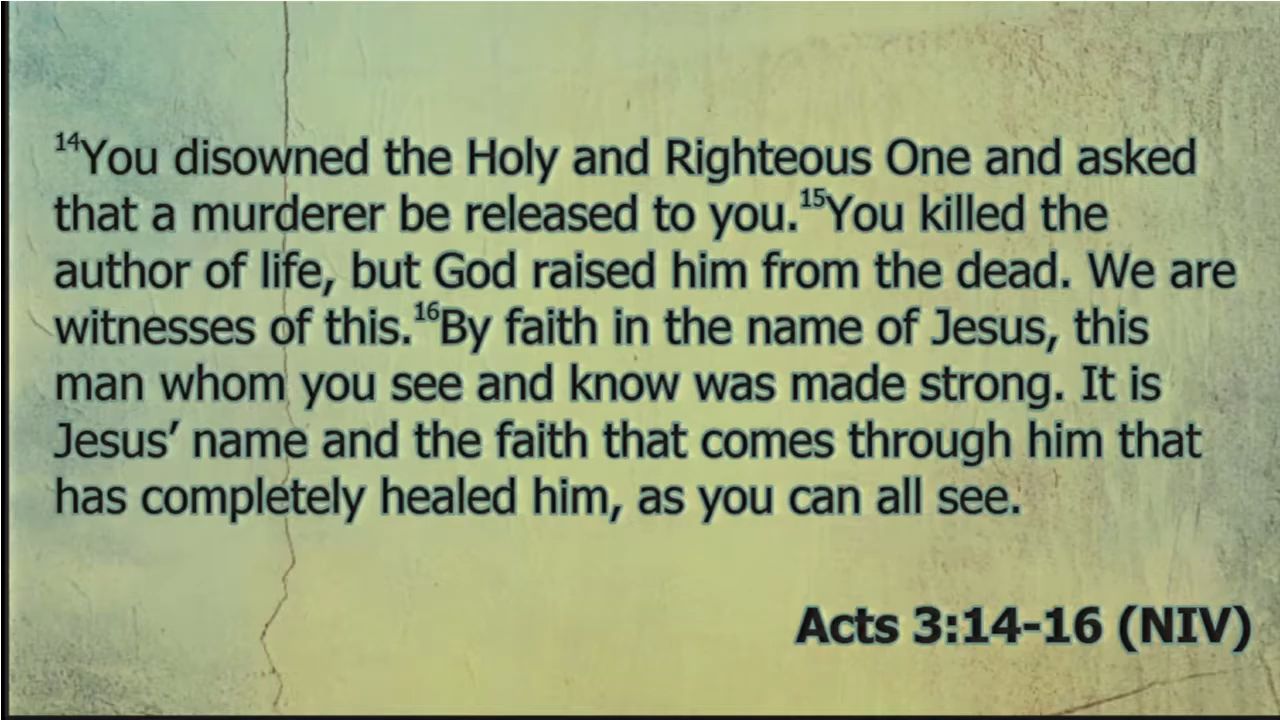 ¹⁴You disowned the Holy and Righteous One and asked
that a murderer be released to you.¹⁵You killed the
author of life, but God raised him from the dead. We are
witnesses of this.¹⁶By faith in the name of Jesus, this
man whom you see and know was made strong. It is
Jesus’ name and the faith that comes through him that
has completely healed him, as you can all see.
Acts 3:14-16 (NIV)